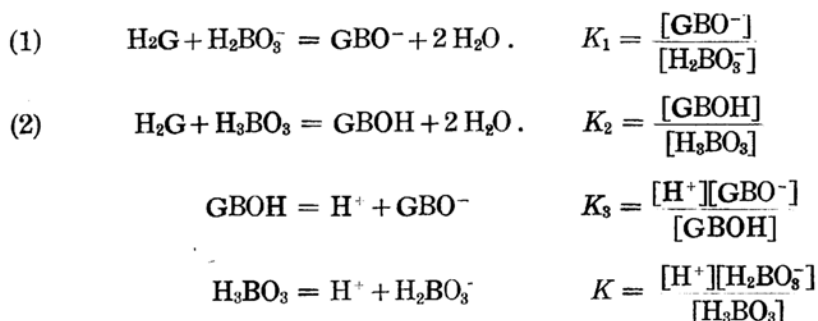 (1) H₂G + H₂BO₃⁻ = GBO⁻ + 2 H₂O. K₁ = [GBO⁻] / [H₂BO₃⁻]
(2) H₂G + H₃BO₃ = GBOH + 2 H₂O. K₂ = [GBOH] / [H₃BO₃]
GBOH = H⁺ + GBO⁻ K₃ = [H⁺][GBO⁻] / [GBOH]
H₃BO₃ = H⁺ + H₂BO₃⁻ K = [H⁺][H₂BO₃⁻] / [H₃BO₃]